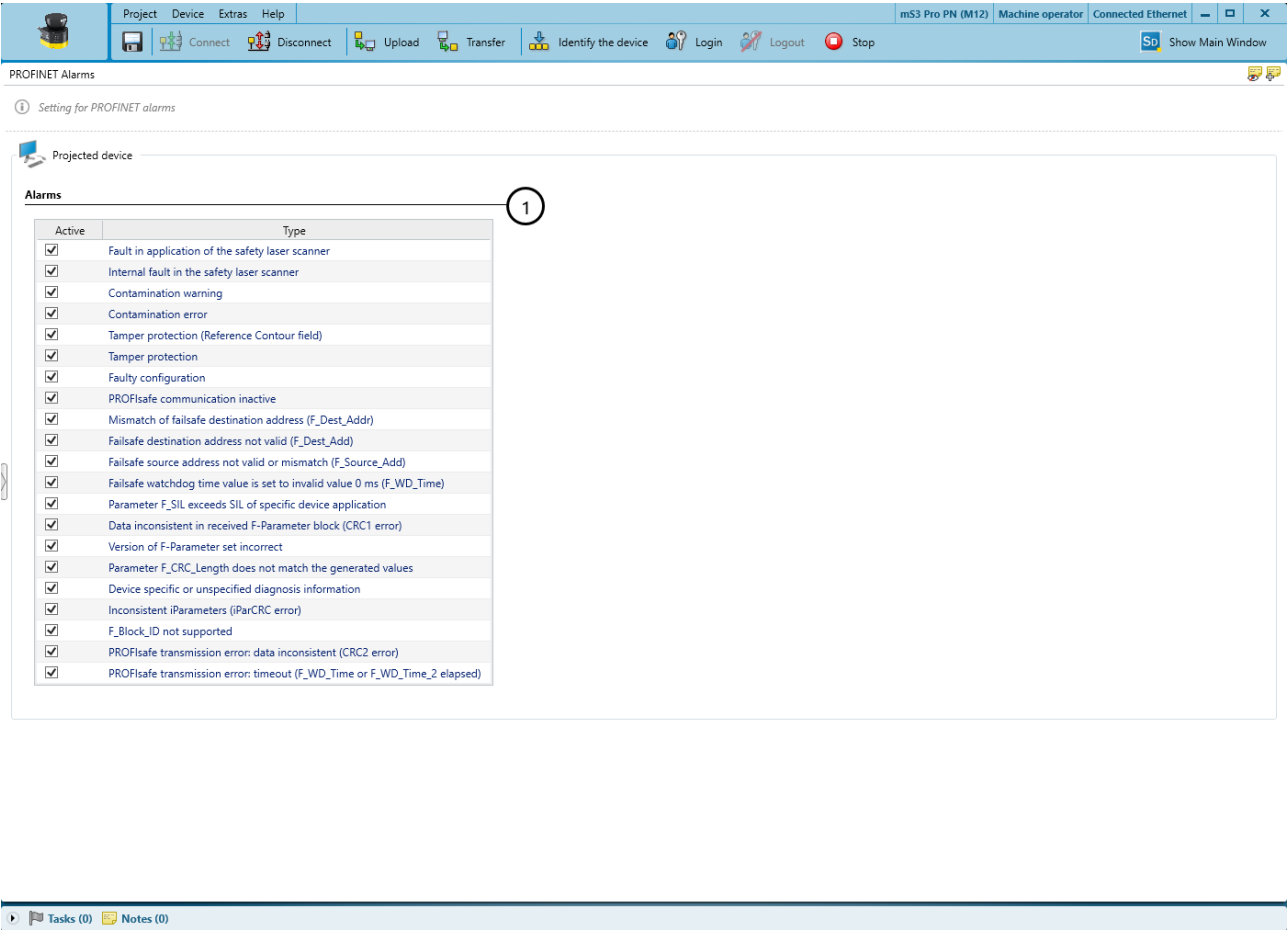 Project Device Extras Help mS3 Pro PN (M12) Machine operator Connected Ethernet
Connect Disconnect Upload Transfer Identify the device Login Logout Stop SD Show Main Window
PROFINET Alarms
Setting for PROFINET alarms
Projected device
Alarms
1
Active Type
Fault in application of the safety laser scanner
Internal fault in the safety laser scanner
Contamination warning
Contamination error
Tamper protection (Reference Contour field)
Tamper protection
Faulty configuration
PROFIsafe communication inactive
Mismatch of failsafe destination address (F_Dest_Addr)
Failsafe destination address not valid (F_Dest_Add)
Failsafe source address not valid or mismatch (F_Source_Add)
Failsafe watchdog time value is set to invalid value 0 ms (F_WD_Time)
Parameter F_SIL exceeds SIL of specific device application
Data inconsistent in received F-Parameter block (CRC1 error)
Version of F-Parameter set incorrect
Parameter F_CRC_Length does not match the generated values
Device specific or unspecified diagnosis information
Inconsistent iParameters (iParCRC error)
F_Block_ID not supported
PROFIsafe transmission error: data inconsistent (CRC2 error)
PROFIsafe transmission error: timeout (F_WD_Time or F_WD_Time_2 elapsed)
Tasks (0) Notes (0)